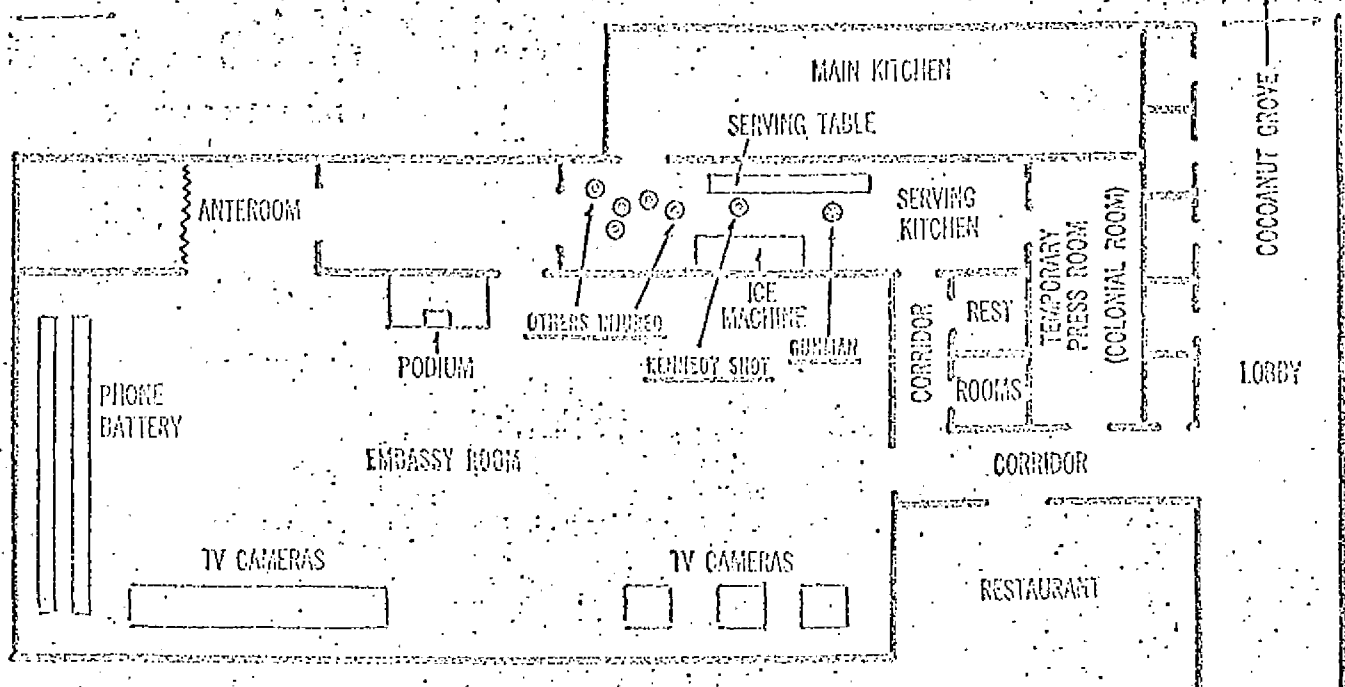 MAIN KITCHEN
SERVING TABLE
ANTEROOM
SERVING
KITCHEN
TEMPORARY
PRESS ROOM
(COLONIAL ROOM)
COCOANUT GROVE
OTHERS INJURED
ICE
MACHINE
KENNEDY SHOT
GUNMAN
PODIUM
CORRIDOR
REST
ROOMS
LOBBY
PHONE
BATTERY
EMBASSY ROOM
CORRIDOR
TV CAMERAS
TV CAMERAS
RESTAURANT